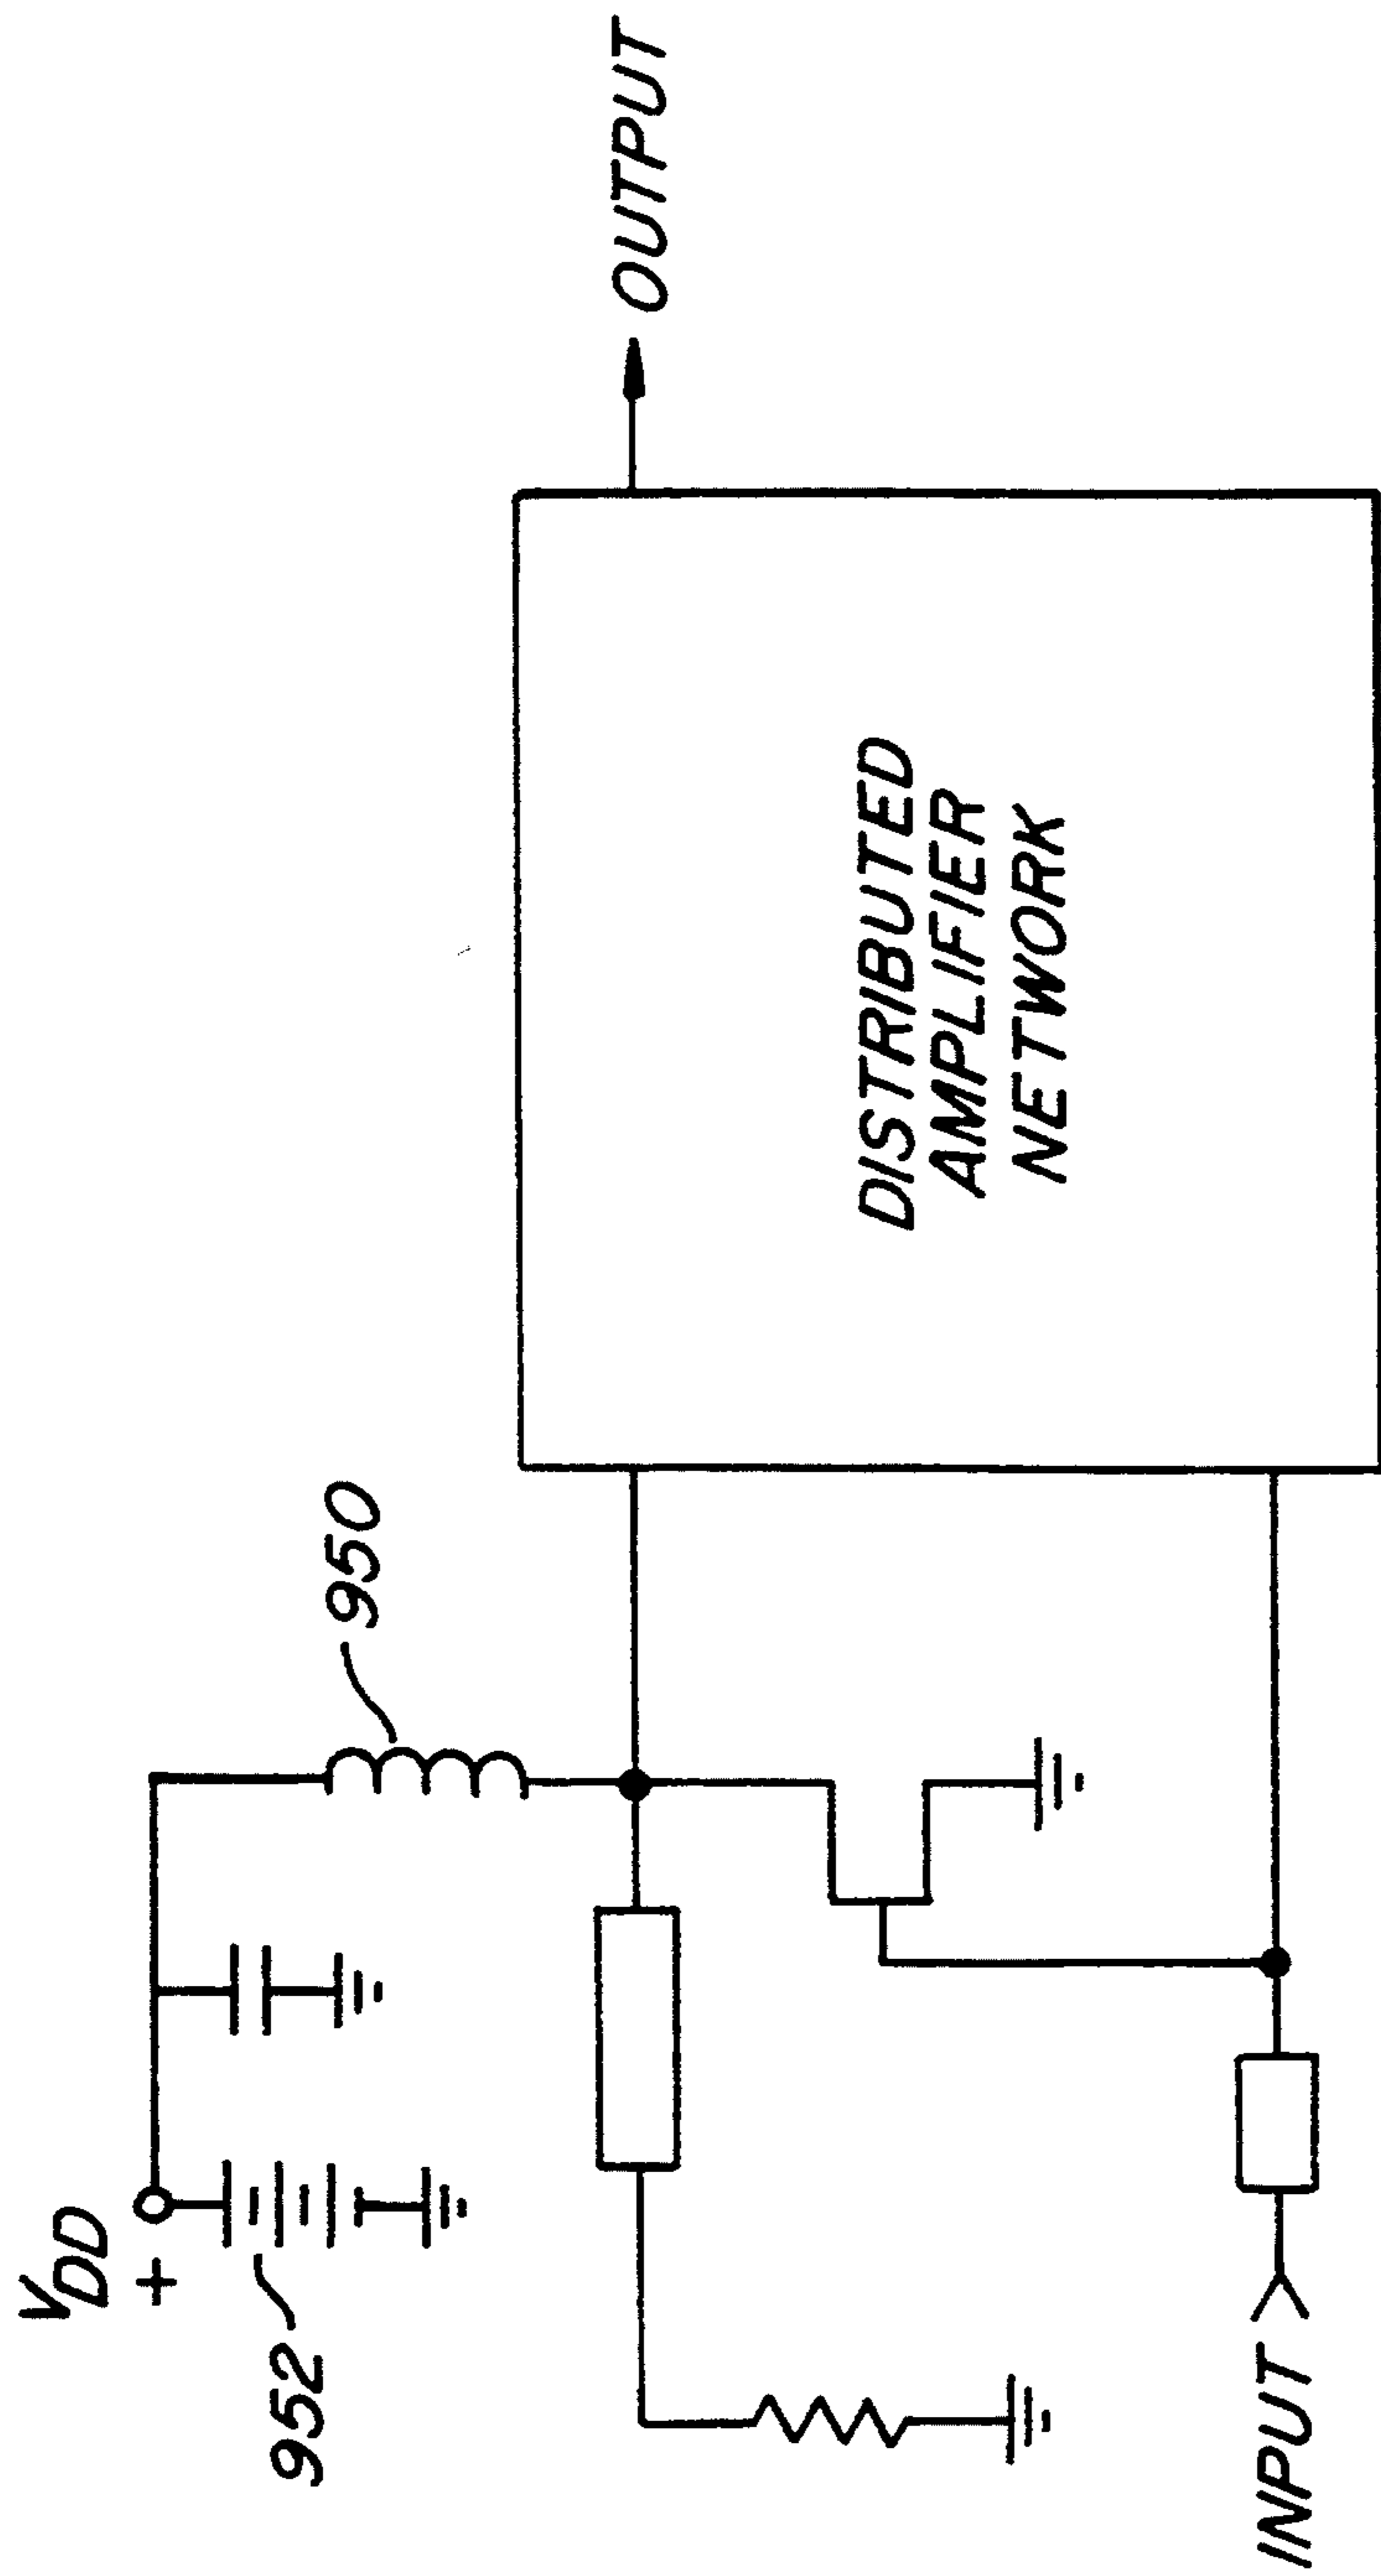 V_DD
+
952
950
OUTPUT
DISTRIBUTED
AMPLIFIER
NETWORK
INPUT